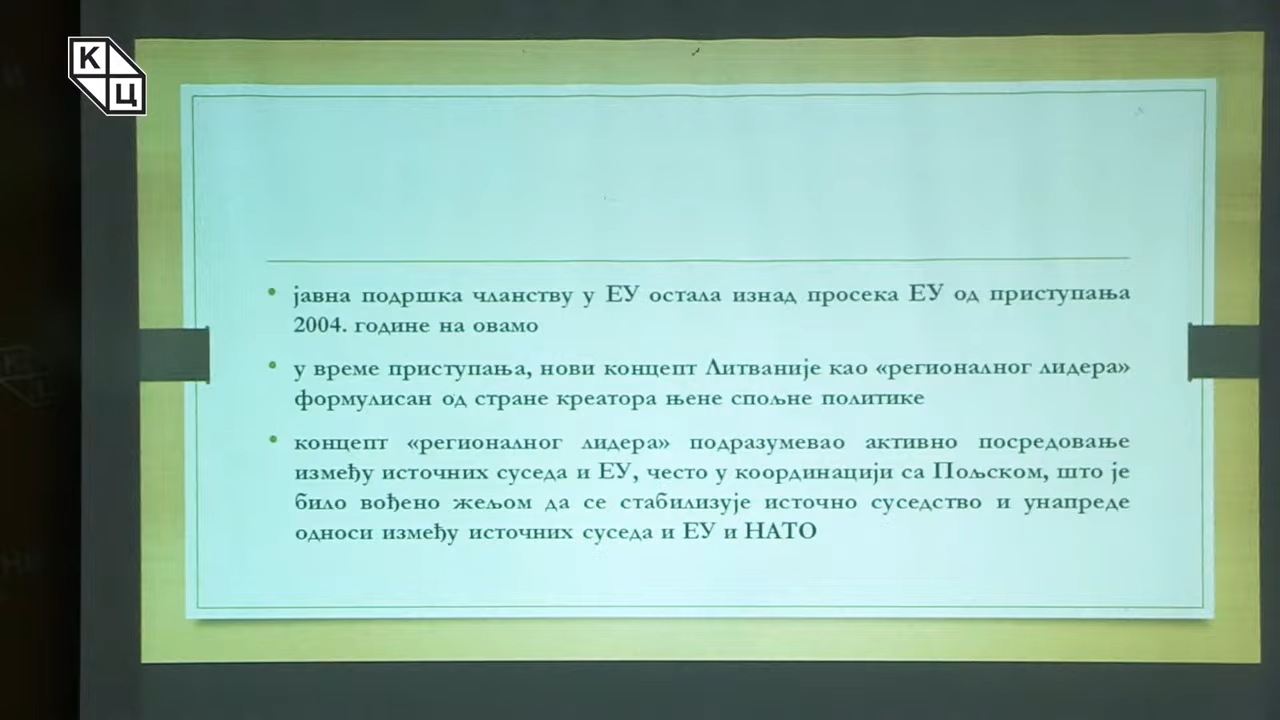 К
Ц
јавна подршка чланству у ЕУ остала изнад просека ЕУ од приступања
2004. године на овамо
у време приступања, нови концепт Литваније као «регионалног лидера»
формулисан од стране креатора њене спољне политике
концепт «регионалног лидера» подразумевао активно посредовање
између источних суседа и ЕУ, често у координацији са Пољском, што је
било вођено жељом да се стабилизује источно суседство и унапреде
односи између источних суседа и ЕУ и НАТО